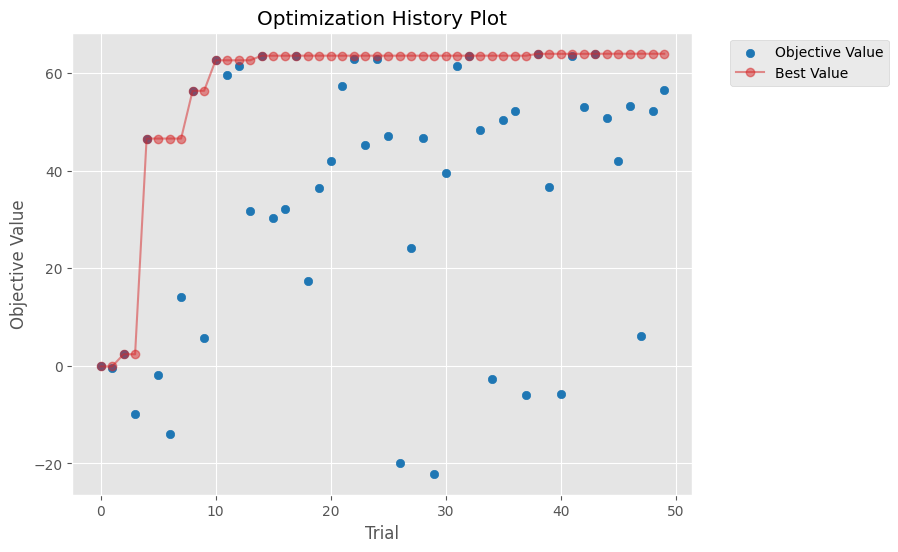 Optimization History Plot
Objective Value
Best Value
Objective Value
60
40
20
0
−20
0 10 20 30 40 50
Trial